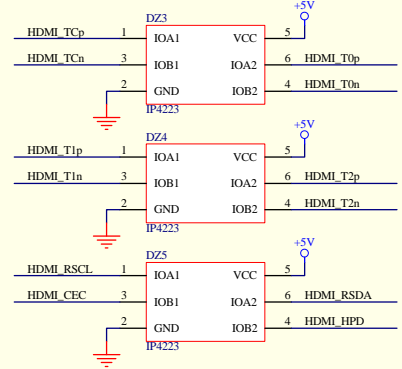 DZ3 +5V
HDMI_TCp 1 IOA1 VCC 5
HDMI_TCn 3 IOB1 IOA2 6 HDMI_T0p
2 GND IOB2 4 HDMI_T0n
IP4223
DZ4 +5V
HDMI_T1p 1 IOA1 VCC 5
HDMI_T1n 3 IOB1 IOA2 6 HDMI_T2p
2 GND IOB2 4 HDMI_T2n
IP4223
DZ5 +5V
HDMI_RSCL 1 IOA1 VCC 5
HDMI_CEC 3 IOB1 IOA2 6 HDMI_RSDA
2 GND IOB2 4 HDMI_HPD
IP4223